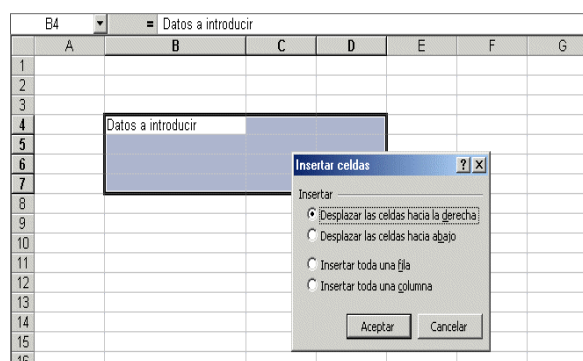 B4 = Datos a introducir
A B C D E F G
1
2
3
4 Datos a introducir
5
6
7
8
9
10
11
12
13
14
15
16
Insertar celdas
Insertar
Desplazar las celdas hacia la derecha
Desplazar las celdas hacia abajo
Insertar toda una fila
Insertar toda una columna
Aceptar Cancelar